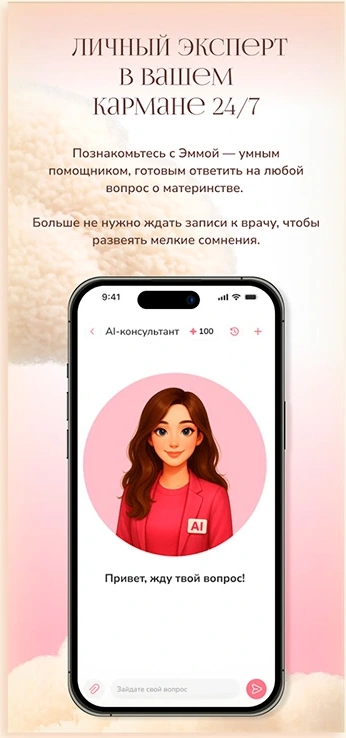 ЛИЧНЫЙ ЭКСПЕРТ
В ВАШЕМ
КАРМАНЕ 24/7
Познакомьтесь с Эммой — умным
помощником, готовым ответить на любой
вопрос о материнстве.
Больше не нужно ждать записи к врачу, чтобы
развеять мелкие сомнения.
9:41
AI-консультант 100
AI
Привет, жду твой вопрос!
Зайдате свой вопрос